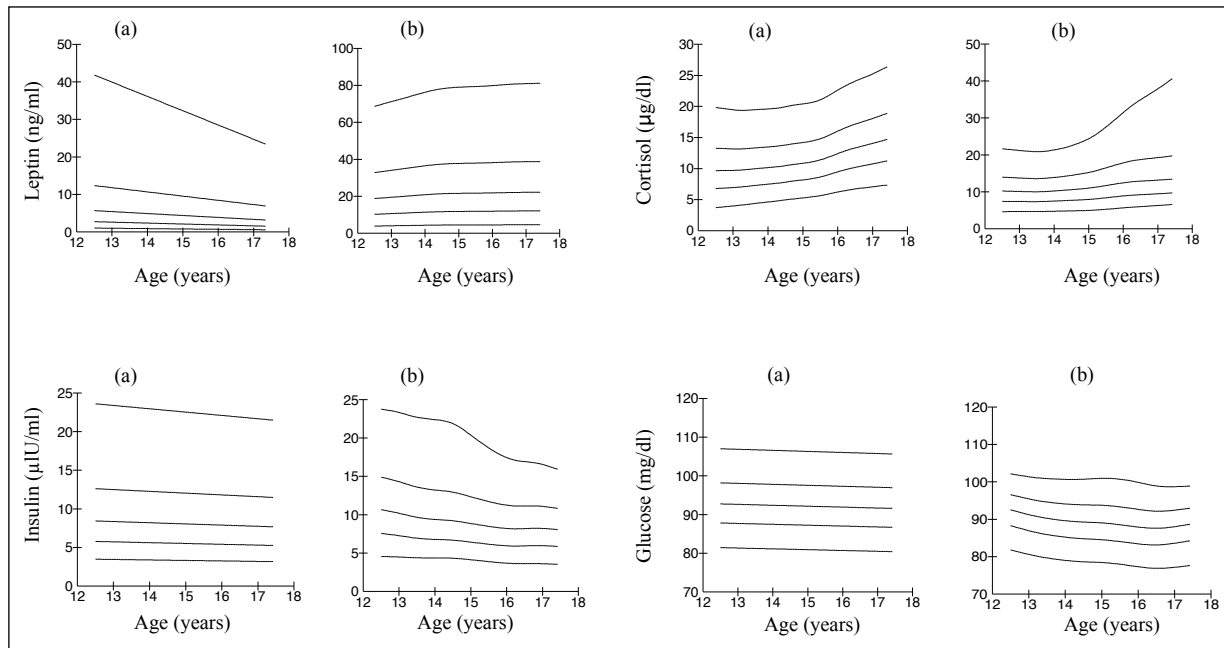 (a)
50
40
30
20
10
0
12 13 14 15 16 17 18
Leptin (ng/ml)
Age (years)
(b)
100
80
60
40
20
0
12 13 14 15 16 17 18
Age (years)
(a)
30
25
20
15
10
5
0
12 13 14 15 16 17 18
Cortisol (μg/dl)
Age (years)
(b)
50
40
30
20
10
0
12 13 14 15 16 17 18
Age (years)
(a)
25
20
15
10
5
0
12 13 14 15 16 17 18
Insulin (μlU/ml)
Age (years)
(b)
25
20
15
10
5
0
12 13 14 15 16 17 18
Age (years)
(a)
120
110
100
90
80
70
12 13 14 15 16 17 18
Glucose (mg/dl)
Age (years)
(b)
120
110
100
90
80
70
12 13 14 15 16 17 18
Age (years)